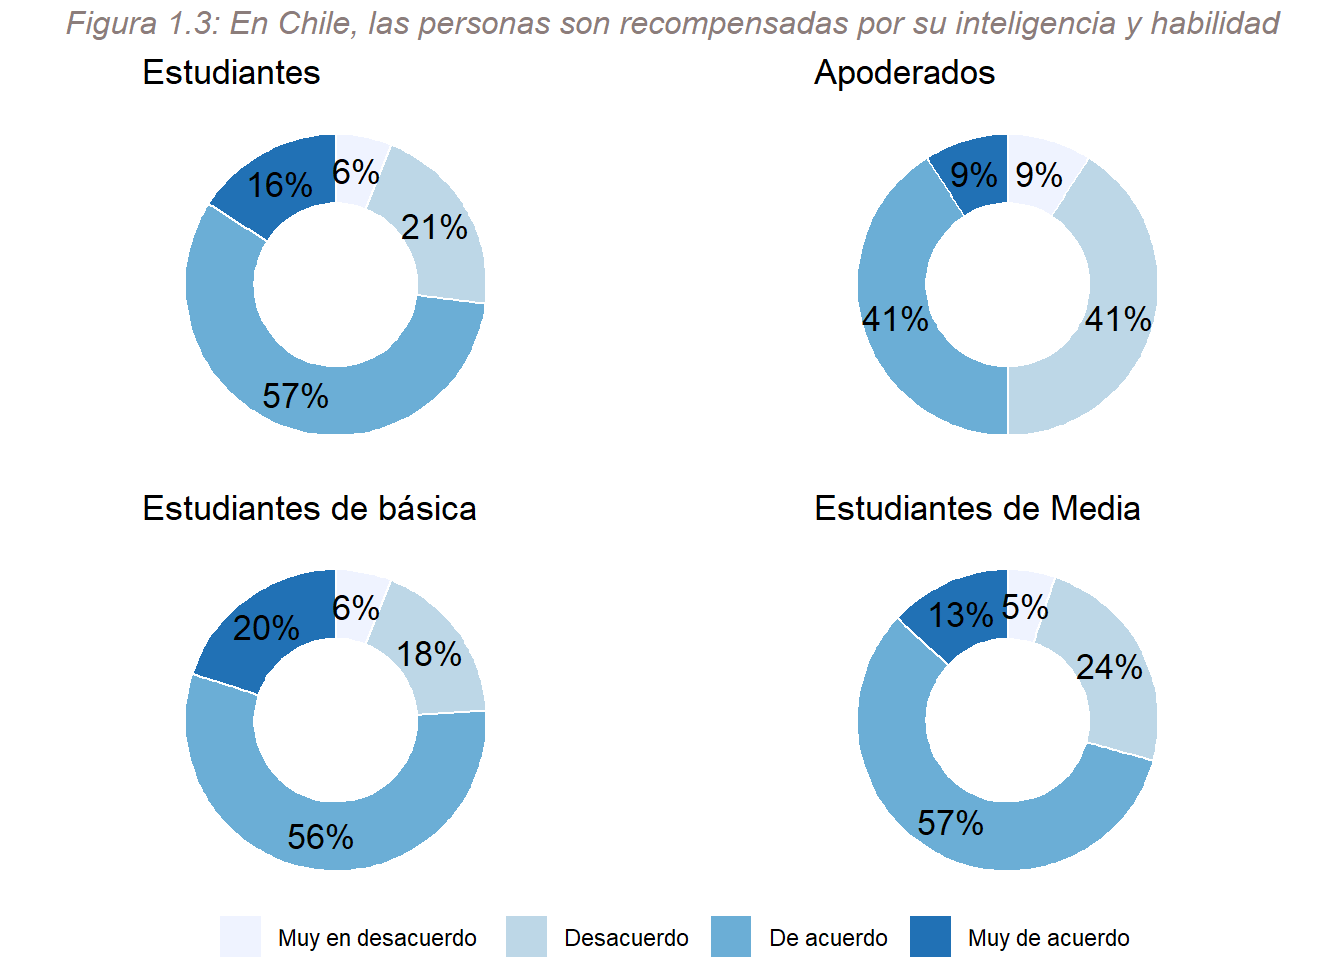 Figura 1.3: En Chile, las personas son recompensadas por su inteligencia y habilidad
Estudiantes
6%
21%
57%
16%
Apoderados
9%
41%
41%
9%
Estudiantes de básica
6%
18%
56%
20%
Estudiantes de Media
5%
24%
57%
13%
Muy en desacuerdo
Desacuerdo
De acuerdo
Muy de acuerdo